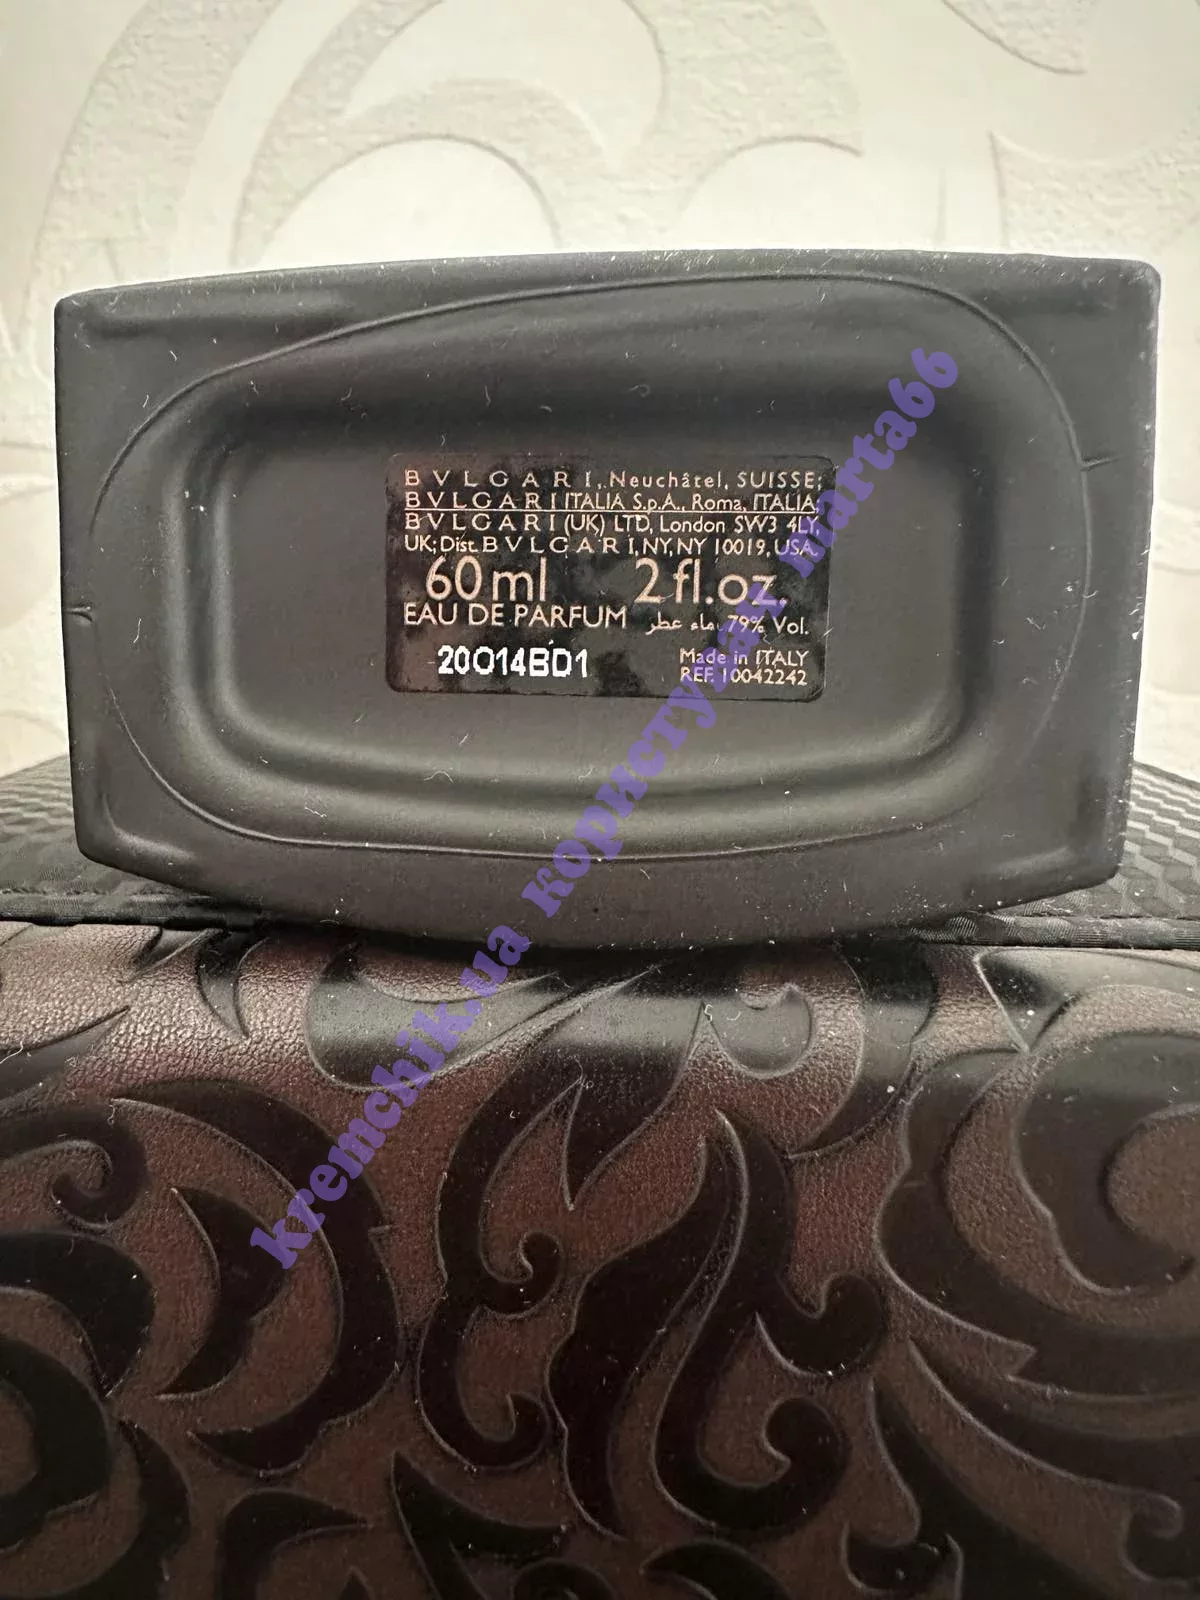 BVLGARI, Neuchâtel, SUISSE;
BVLGARI ITALIA S.p.A., Roma, ITALIA,
BVLGARI (UK) LTD, London SW3 4LY,
UK; Dist. BVLGARI, NY, NY 10019, USA
60 ml 2 fl.oz.
EAU DE PARFUM ماء عطر 79% Vol.
20O14BD1
Made in ITALY
REF. 10042242
kremchik.ua користувач marta66